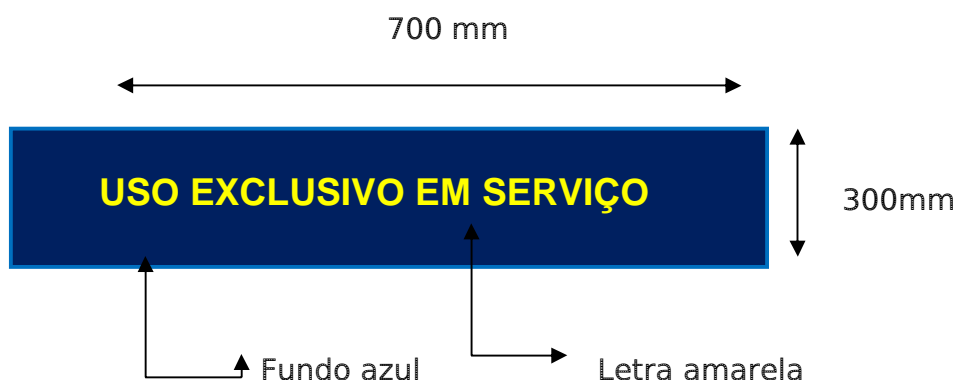 700 mm
USO EXCLUSIVO EM SERVIÇO
300mm
Fundo azul
Letra amarela